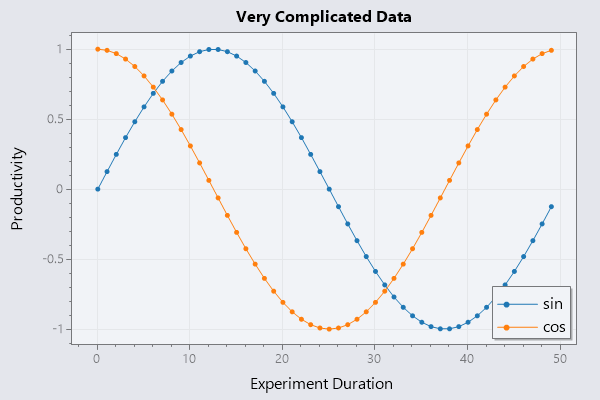 Very Complicated Data
Productivity
1
0.5
0
-0.5
-1
sin
cos
0
10
20
30
40
50
Experiment Duration